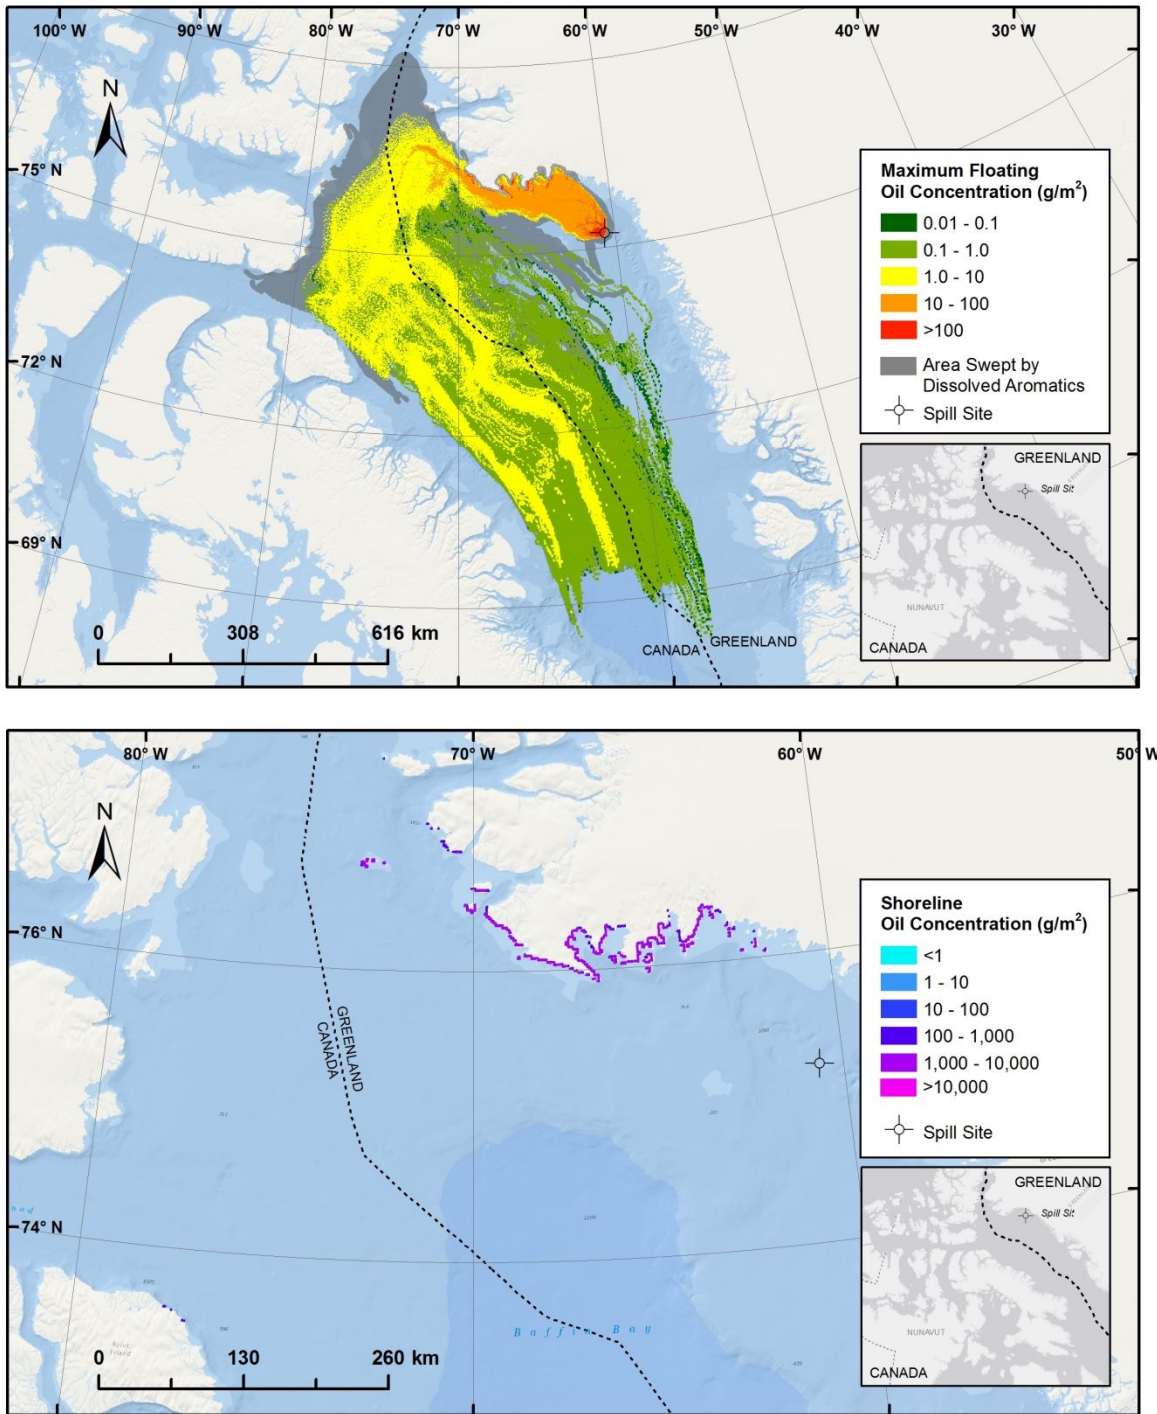 100° W 90° W 80° W 70° W 60° W 50° W 40° W 30° W
N
75° N
72° N
69° N
Maximum Floating
Oil Concentration (g/m²)
0.01 - 0.1
0.1 - 1.0
1.0 - 10
10 - 100
>100
Area Swept by
Dissolved Aromatics
Spill Site
GREENLAND
Spill Sit
NUNAVUT
CANADA
CANADA GREENLAND
0 308 616 km
80° W 70° W 60° W 50° W
N
76° N
74° N
GREENLAND
CANADA
Baffin Bay
Shoreline
Oil Concentration (g/m²)
<1
1 - 10
10 - 100
100 - 1,000
1,000 - 10,000
>10,000
Spill Site
GREENLAND
Spill Sit
NUNAVUT
CANADA
0 130 260 km